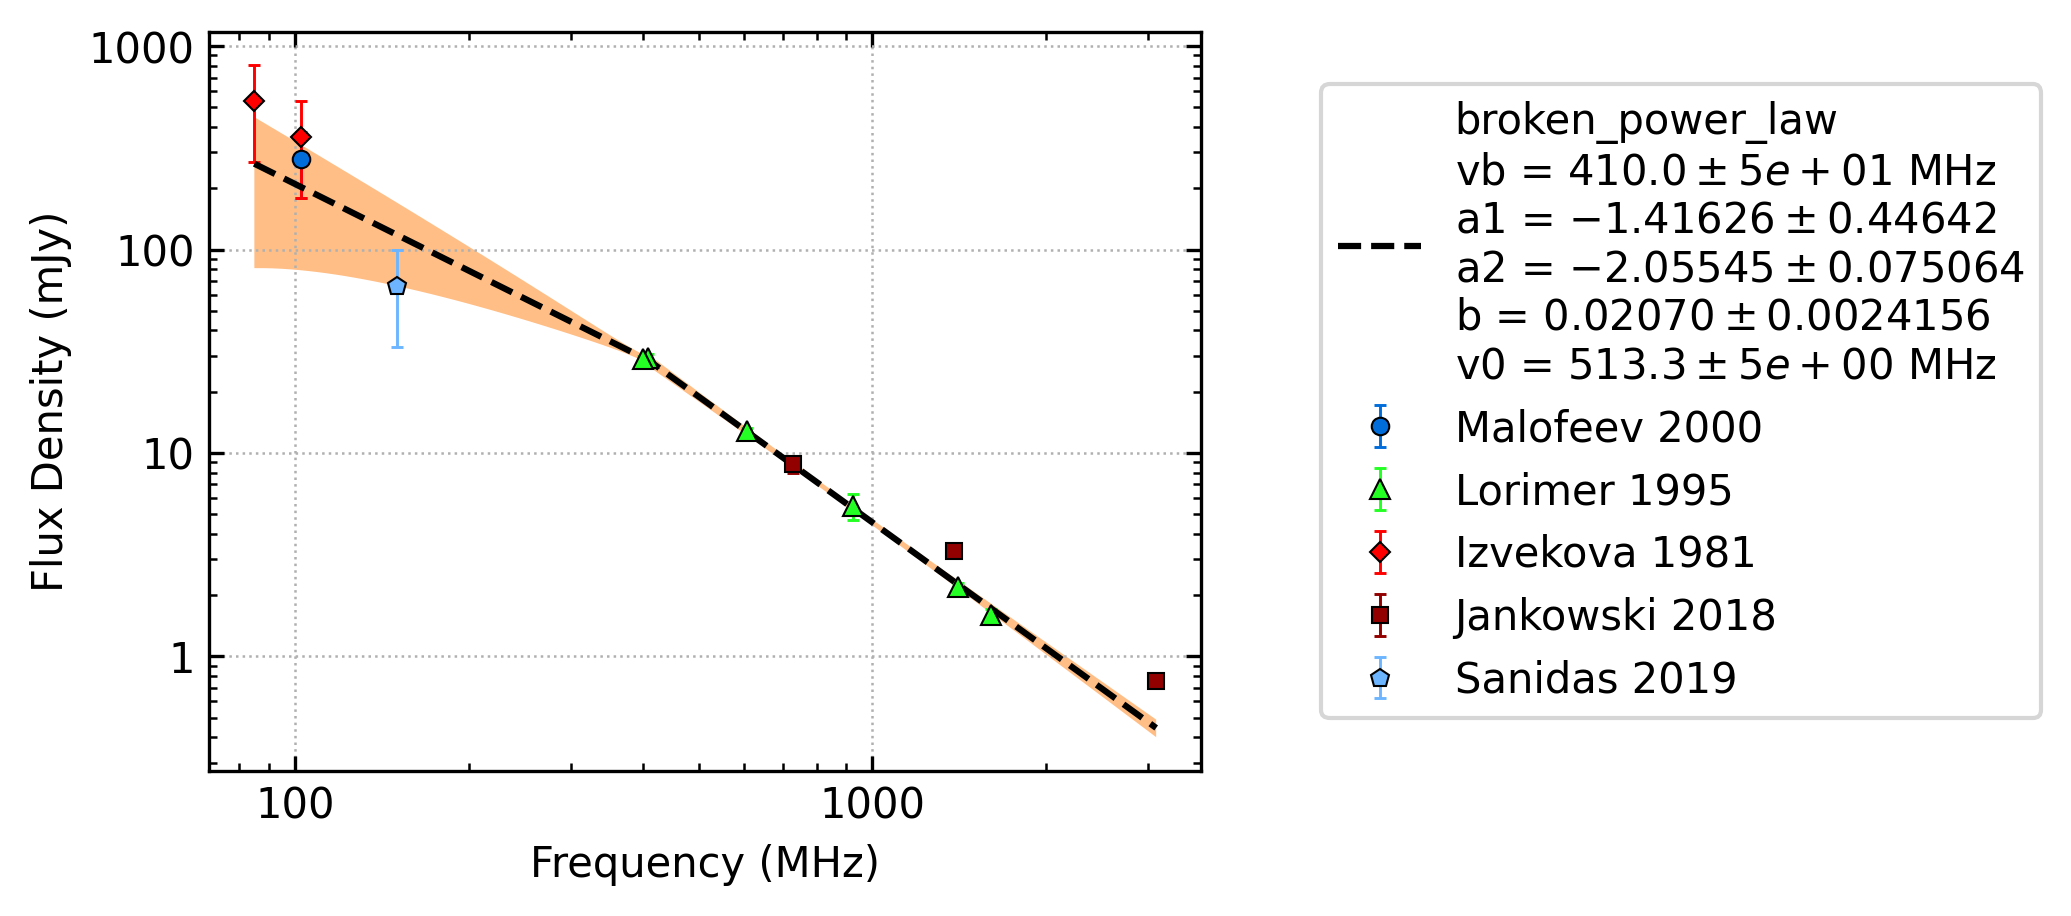 1000
100
10
1
Flux Density (mJy)
100
1000
Frequency (MHz)
broken_power_law
vb = 410.0 ± 5e + 01 MHz
a1 = −1.41626 ± 0.44642
a2 = −2.05545 ± 0.075064
b = 0.02070 ± 0.0024156
v0 = 513.3 ± 5e + 00 MHz
Malofeev 2000
Lorimer 1995
Izvekova 1981
Jankowski 2018
Sanidas 2019